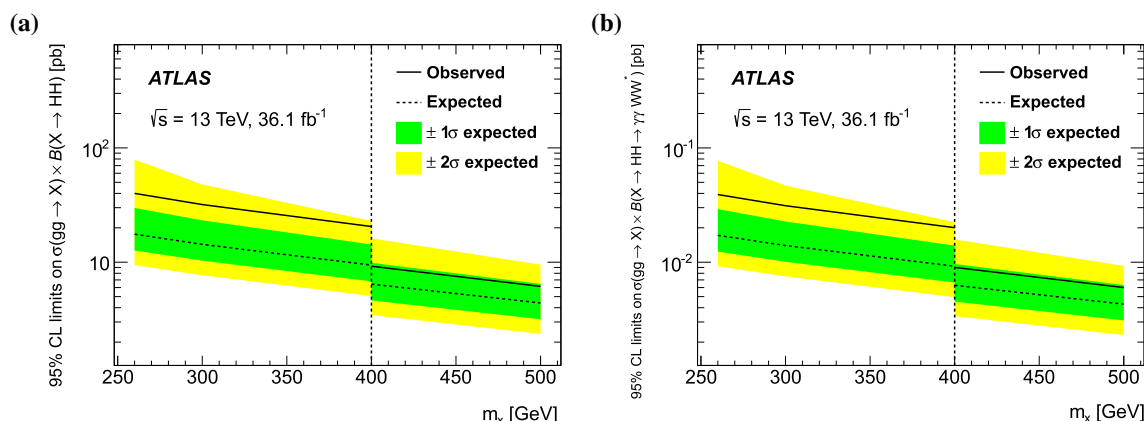 (a)
95% CL limits on σ(gg → X) × B(X → HH) [pb]
10²
10
ATLAS
√s = 13 TeV, 36.1 fb⁻¹
Observed
Expected
± 1σ expected
± 2σ expected
250 300 350 400 450 500
mₓ [GeV]
(b)
95% CL limits on σ(gg → X) × B(X → HH → γγ WW*) [pb]
10⁻¹
10⁻²
ATLAS
√s = 13 TeV, 36.1 fb⁻¹
Observed
Expected
± 1σ expected
± 2σ expected
250 300 350 400 450 500
mₓ [GeV]